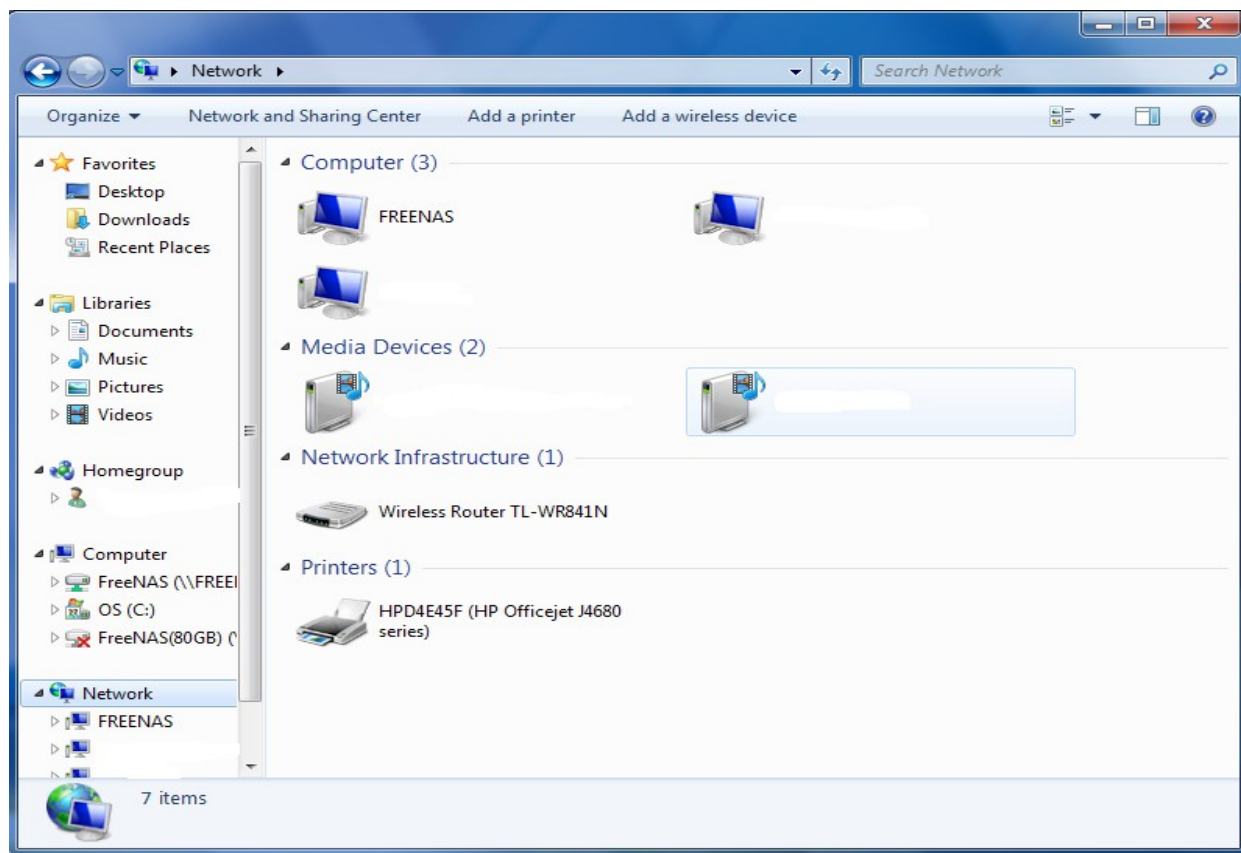 Network
Search Network
Organize
Network and Sharing Center
Add a printer
Add a wireless device
Favorites
Desktop
Downloads
Recent Places
Libraries
Documents
Music
Pictures
Videos
Homegroup
Computer
FreeNAS (\\FREE
OS (C:)
FreeNAS(80GB) (
Network
FREENAS
Computer (3)
FREENAS
Media Devices (2)
Network Infrastructure (1)
Wireless Router TL-WR841N
Printers (1)
HPD4E45F (HP Officejet J4680
series)
7 items